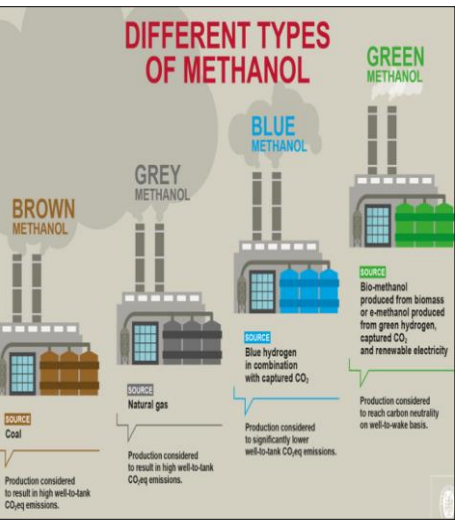 DIFFERENT TYPES
OF METHANOL
BROWN
METHANOL
SOURCE
Coal
Production considered
to result in high well-to-tank
CO₂eq emissions.
GREY
METHANOL
SOURCE
Natural gas
Production considered
to result in high well-to-tank
CO₂eq emissions.
BLUE
METHANOL
SOURCE
Blue hydrogen
in combination
with captured CO₂
Production considered
to significantly lower
well-to-tank CO₂eq emissions.
GREEN
METHANOL
SOURCE
Bio-methanol
produced from biomass
or e-methanol produced
from green hydrogen,
captured CO₂
and renewable electricity
Production considered
to reach carbon neutrality
on well-to-wake basis.